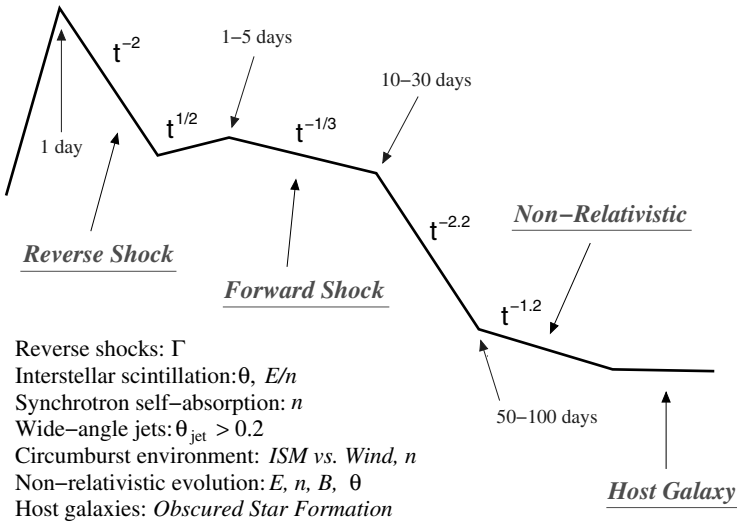 t−2
1−5 days
10−30 days
t1/2
t−1/3
1 day
t−2.2
Non−Relativistic
Reverse Shock
Forward Shock
t−1.2
Reverse shocks: Γ
Interstellar scintillation: θ, E/n
Synchrotron self−absorption: n
Wide−angle jets: θjet > 0.2
Circumburst environment: ISM vs. Wind, n
Non−relativistic evolution: E, n, B, θ
Host galaxies: Obscured Star Formation
50−100 days
Host Galaxy